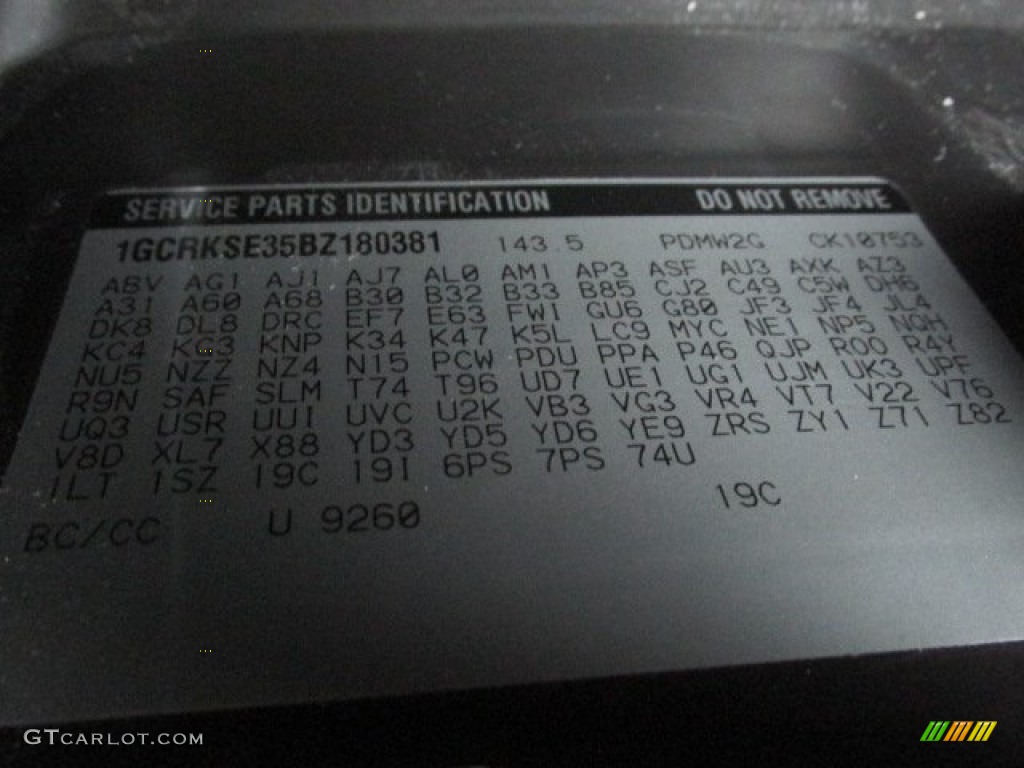 SERVICE PARTS IDENTIFICATION DO NOT REMOVE
1GCRKSE35BZ180381 143.5 PDMW2G CK10753
ABV AG1 AJ1 AJ7 AL0 AM1 AP3 ASF AU3 AXK AZ3
A31 A60 A68 B30 B32 B33 B85 CJ2 C49 C5W DH6
DK8 DL8 DRC EF7 E63 FWI GU6 G80 JF3 JF4 JL4
KC4 KG3 KNP K34 K47 K5L LC9 MYC NE1 NP5 NQH
NU5 NZZ NZ4 N15 PCW PDU PPA P46 QJP R00 R4Y
R9N SAF SLM T74 T96 UD7 UE1 UG1 UJM UK3 UPF
UQ3 USR UUI UVC U2K VB3 VG3 VR4 VT7 V22 V76
V8D XL7 X88 YD3 YD5 YD6 YE9 ZRS ZY1 Z71 Z82
1LT 1SZ 19C 19I 6PS 7PS 74U
BC/CC U 9260 19C
GTCARLOT.COM